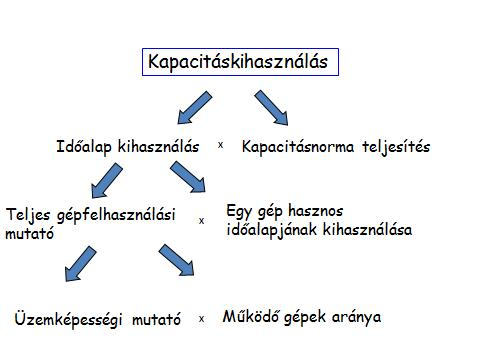 Kapacitáskihasználás
Időalap kihasználás x Kapacitásnorma teljesítés
Teljes gépfelhasználási
mutató
x
Egy gép hasznos
időalapjának kihasználása
Üzemképességi mutató x Működő gépek aránya